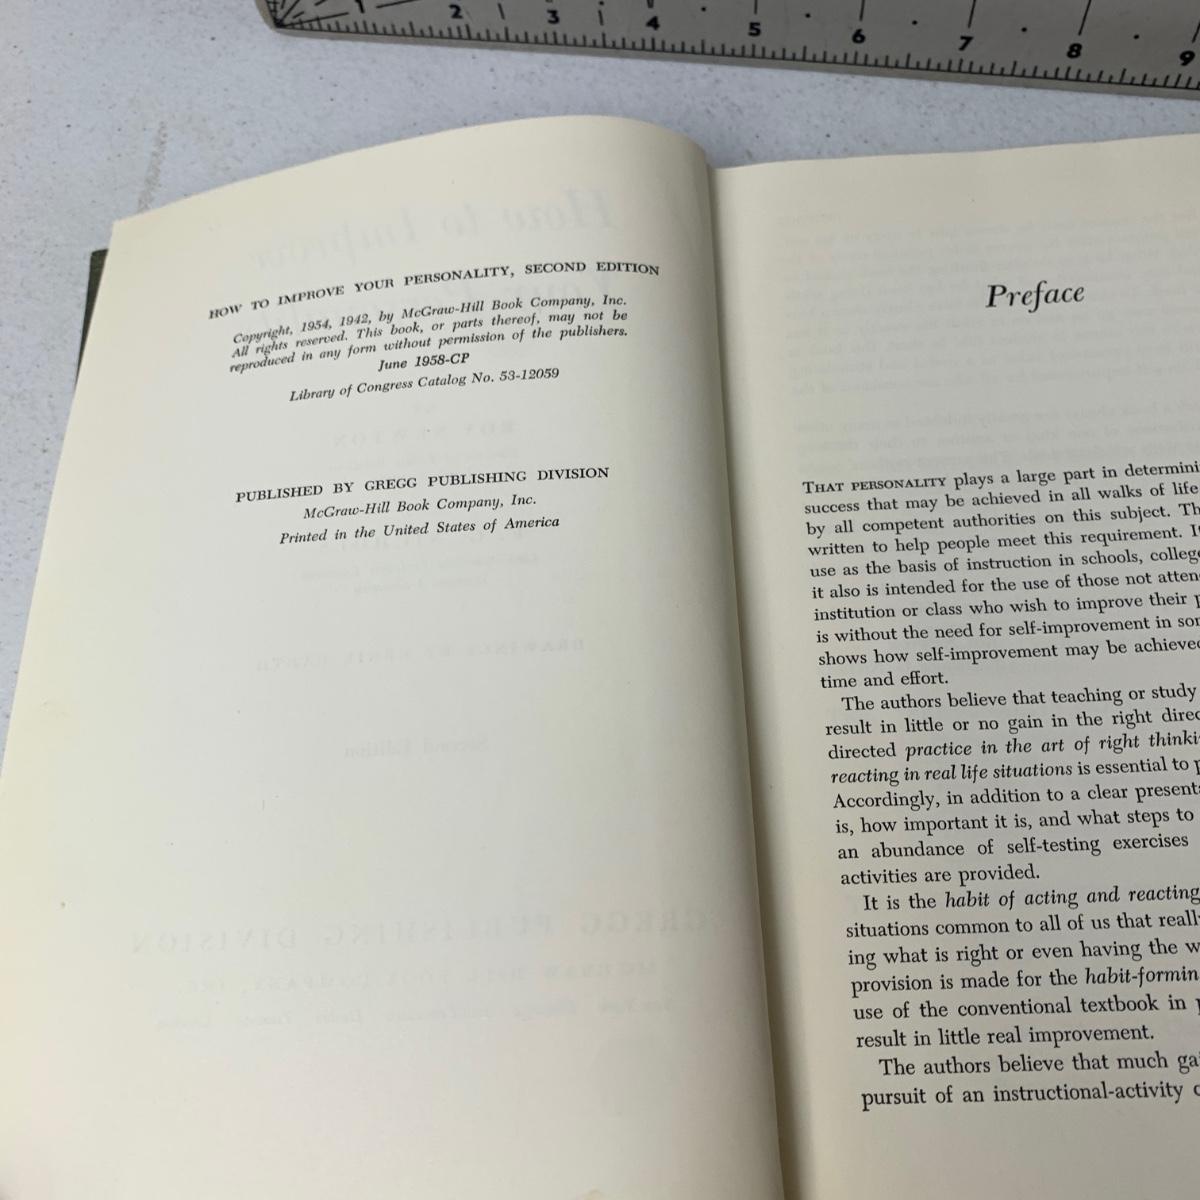 2 3 4 5 6 7 8 9
HOW TO IMPROVE YOUR PERSONALITY, SECOND EDITION
Copyright, 1954, 1942, by McGraw-Hill Book Company, Inc.
All rights reserved. This book, or parts thereof, may not be
reproduced in any form without permission of the publishers.
June 1958-CP
Library of Congress Catalog No. 53-12059
PUBLISHED BY GREGG PUBLISHING DIVISION
McGraw-Hill Book Company, Inc.
Printed in the United States of America
Preface
THAT PERSONALITY plays a large part in determini
success that may be achieved in all walks of life
by all competent authorities on this subject. Th
written to help people meet this requirement. I
use as the basis of instruction in schools, colleg
it also is intended for the use of those not atten
institution or class who wish to improve their p
is without the need for self-improvement in so
shows how self-improvement may be achieve
time and effort.
The authors believe that teaching or study
result in little or no gain in the right direc
directed practice in the art of right thinki
reacting in real life situations is essential to p
Accordingly, in addition to a clear present
is, how important it is, and what steps to
an abundance of self-testing exercises
activities are provided.
It is the habit of acting and reacting
situations common to all of us that reall
ing what is right or even having the w
provision is made for the habit-formin
use of the conventional textbook in p
result in little real improvement.
The authors believe that much ga
pursuit of an instructional-activity